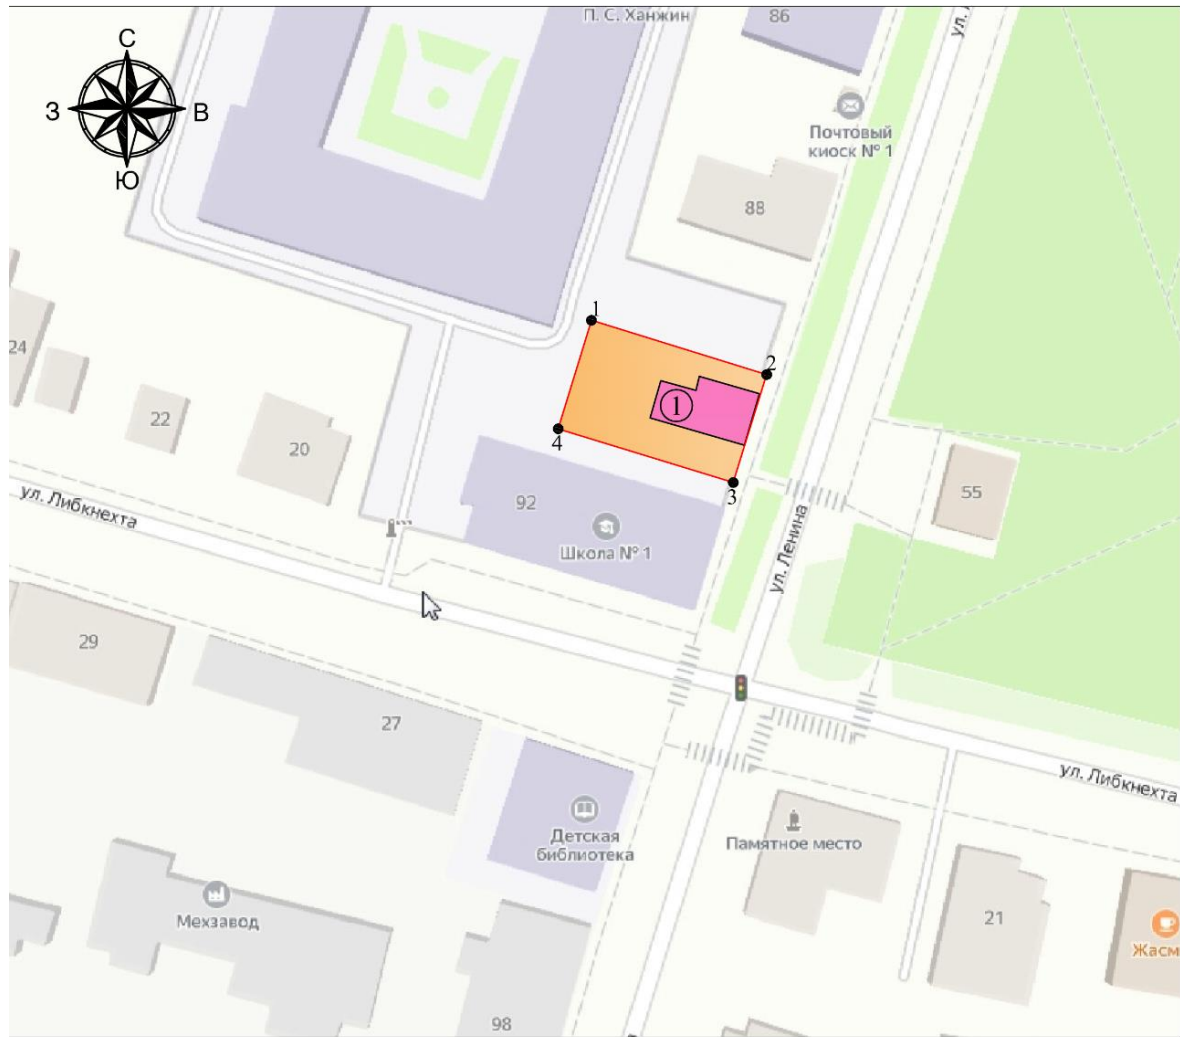 П. С. Ханжин
86
ул. Л
С
З
В
Ю
Почтовый
киоск № 1
88
1
2
24
1
22
4
20
3
55
92
ул. Либкнехта
Школа № 1
ул. Ленина
29
27
ул. Либкнехта
Детская
библиотека
Памятное место
Мехзавод
21
Жасм
98